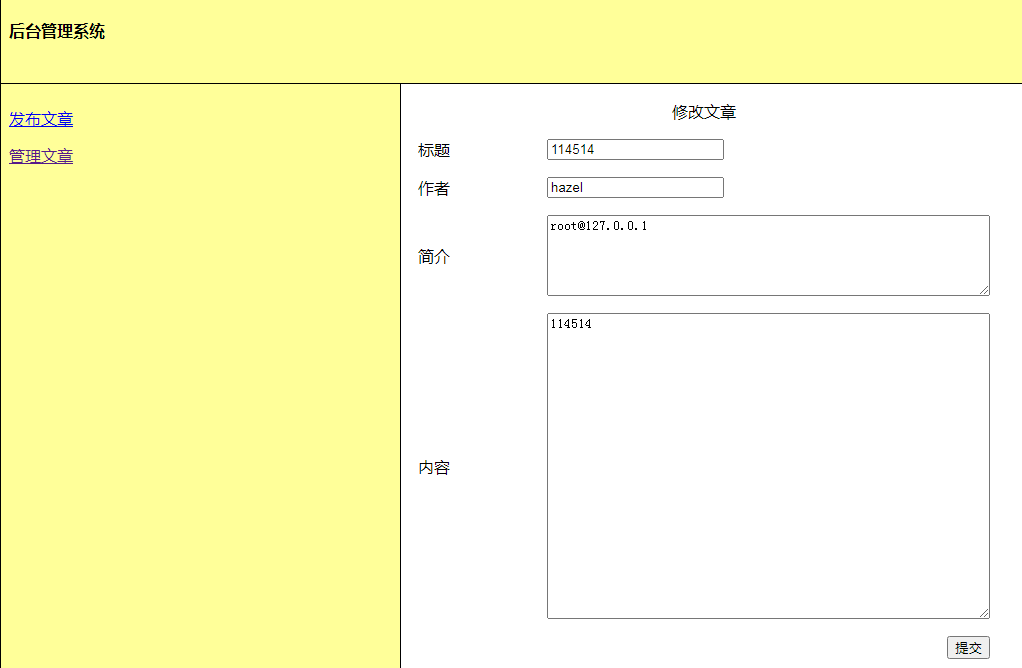 后台管理系统
发布文章
管理文章
修改文章
标题 114514
作者 hazel
简介 root@127.0.0.1
内容 114514
提交